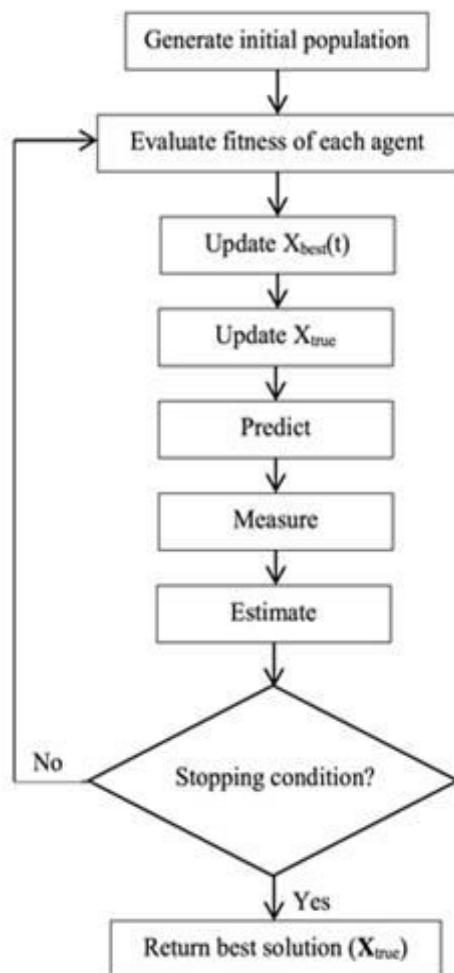 Generate initial population
Evaluate fitness of each agent
Update Xbest(t)
Update Xtrue
Predict
Measure
Estimate
No
Stopping condition?
Yes
Return best solution (Xtrue)